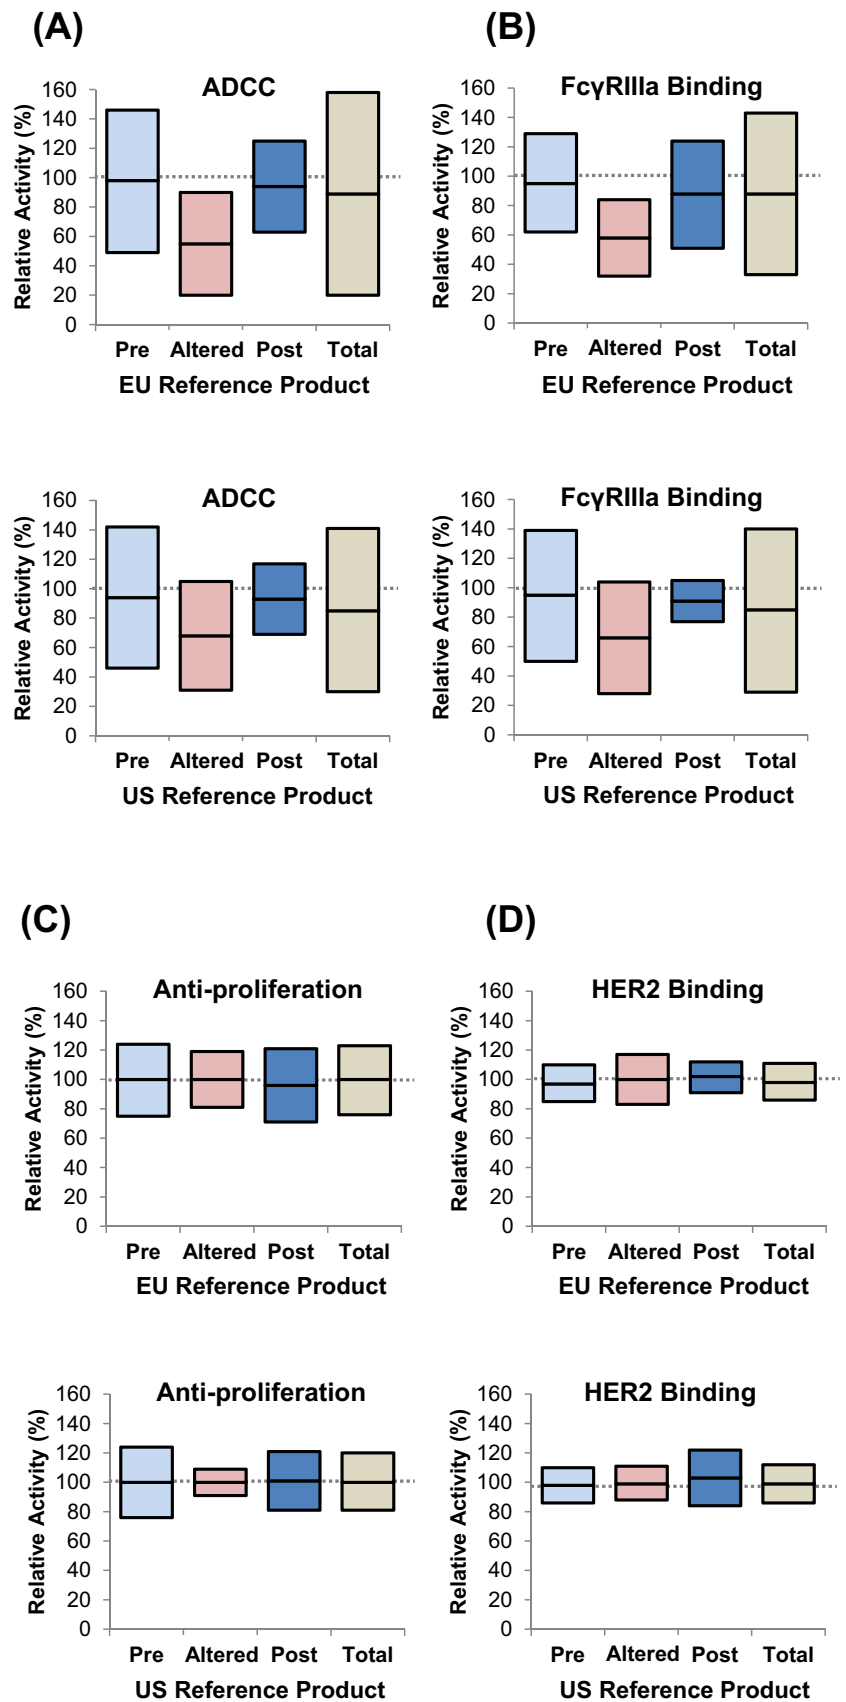 (A)
ADCC
Relative Activity (%)
160
140
120
100
80
60
40
20
0
Pre Altered Post Total
EU Reference Product
(B)
FcγRIIIa Binding
Relative Activity (%)
160
140
120
100
80
60
40
20
0
Pre Altered Post Total
EU Reference Product
ADCC
Relative Activity (%)
160
140
120
100
80
60
40
20
0
Pre Altered Post Total
US Reference Product
FcγRIIIa Binding
Relative Activity (%)
160
140
120
100
80
60
40
20
0
Pre Altered Post Total
US Reference Product
(C)
Anti-proliferation
Relative Activity (%)
160
140
120
100
80
60
40
20
0
Pre Altered Post Total
EU Reference Product
(D)
HER2 Binding
Relative Activity (%)
160
140
120
100
80
60
40
20
0
Pre Altered Post Total
EU Reference Product
Anti-proliferation
Relative Activity (%)
160
140
120
100
80
60
40
20
0
Pre Altered Post Total
US Reference Product
HER2 Binding
Relative Activity (%)
160
140
120
100
80
60
40
20
0
Pre Altered Post Total
US Reference Product